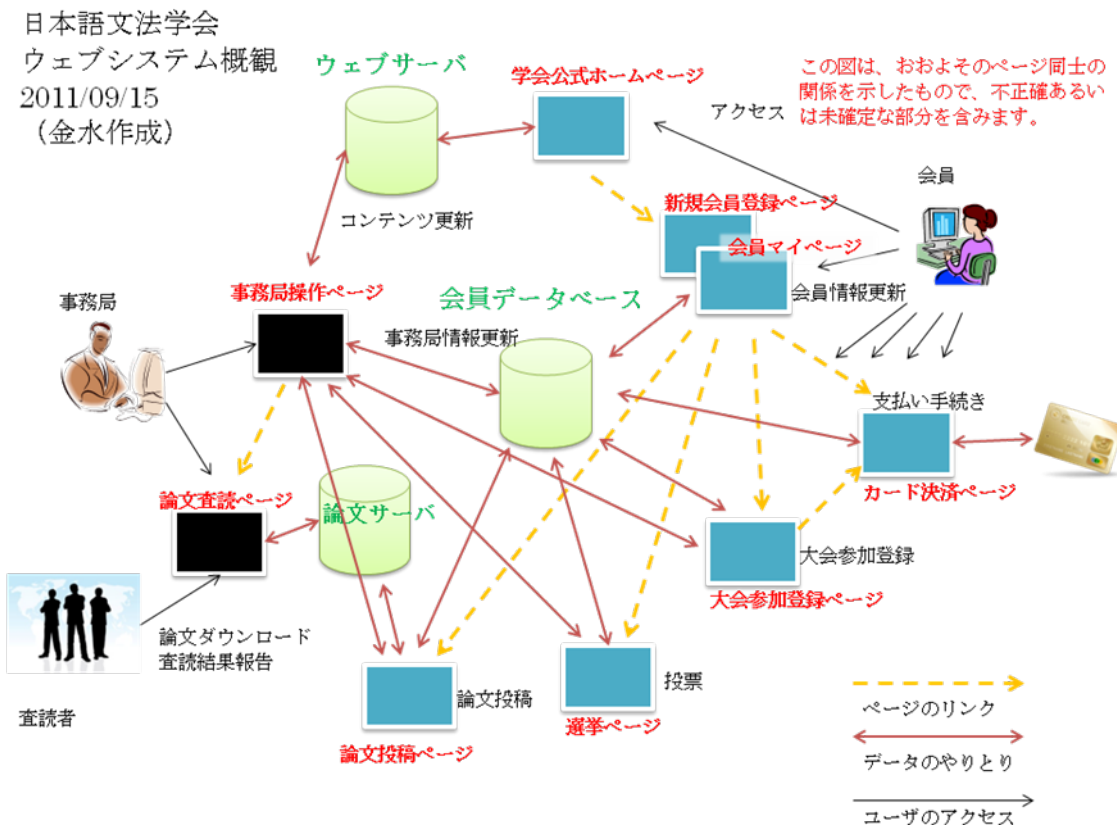 日本語文法学会
ウェブシステム概観
2011/09/15
（金水作成）
ウェブサーバ
学会公式ホームページ
この図は、おおよそのページ同士の
関係を示したもので、不正確あるい
は未確定な部分を含みます。
アクセス
会員
コンテンツ更新
新規会員登録ページ
会員マイページ
会員情報更新
事務局
事務局操作ページ
会員データベース
事務局情報更新
支払い手続き
カード決済ページ
論文査読ページ
論文サーバ
大会参加登録
大会参加登録ページ
論文ダウンロード
査読結果報告
査読者
論文投稿
論文投稿ページ
投票
選挙ページ
ページのリンク
データのやりとり
ユーザのアクセス